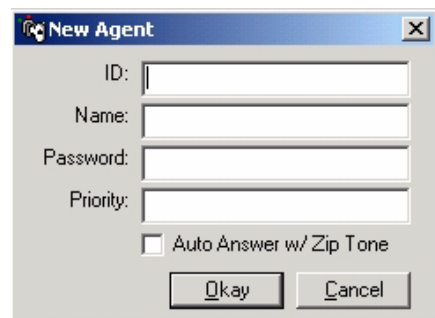 New Agent
ID:
Name:
Password:
Priority:
Auto Answer w/ Zip Tone
Okay Cancel